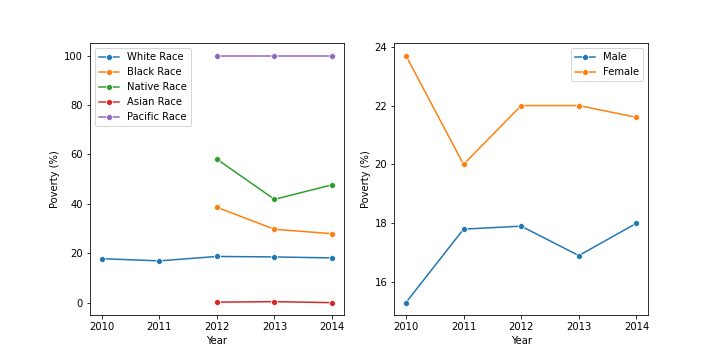 White Race
Black Race
Native Race
Asian Race
Pacific Race
100
80
60
40
20
0
Poverty (%)
2010 2011 2012 2013 2014
Year
Male
Female
24
22
20
18
16
Poverty (%)
2010 2011 2012 2013 2014
Year